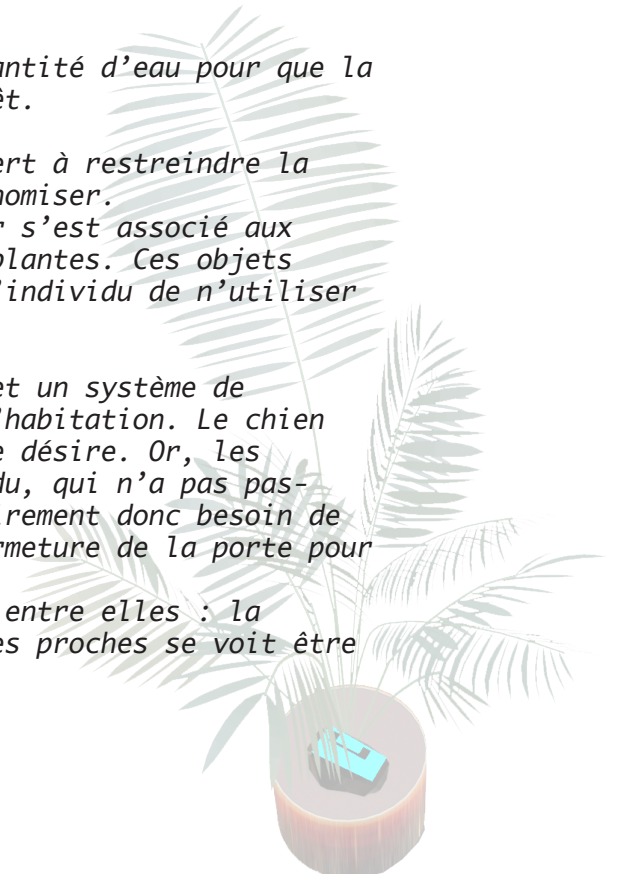 antité d’eau pour que la
êt.
ert à restreindre la
nomiser.
r s’est associé aux
plantes. Ces objets
’individu de n’utiliser
et un système de
’habitation. Le chien
e désire. Or, les
du, qui n’a pas pas-
irement donc besoin de
rmeture de la porte pour
entre elles : la
es proches se voit être